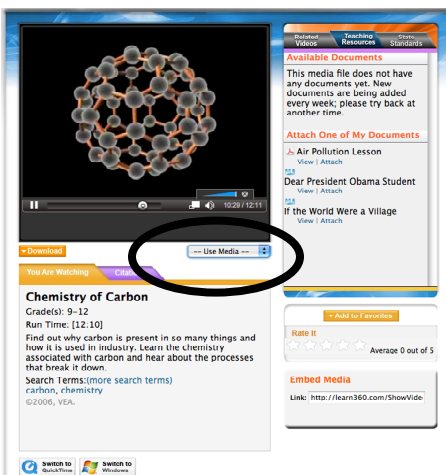 Related Videos
Teaching Resources
State Standards
Available Documents
This media file does not have
any documents yet. New
documents are being added
every week; please try back at
another time.
Attach One of My Documents
Air Pollution Lesson
View | Attach
Dear President Obama Student
View | Attach
If the World Were a Village
View | Attach
10:29 / 12:11
Download
-- Use Media --
You Are Watching
Chemistry of Carbon
Grade(s): 9-12
Run Time: [12:10]
Find out why carbon is present in so many things and
how it is used in industry. Learn the chemistry
associated with carbon and hear about the processes
that break it down.
Search Terms:(more search terms)
carbon, chemistry
©2006, VEA.
+ Add to Favorites
Rate It
Average 0 out of 5
Embed Media
Link: http://learn360.com/ShowVide
Switch to
QuickTime
Switch to
Windows